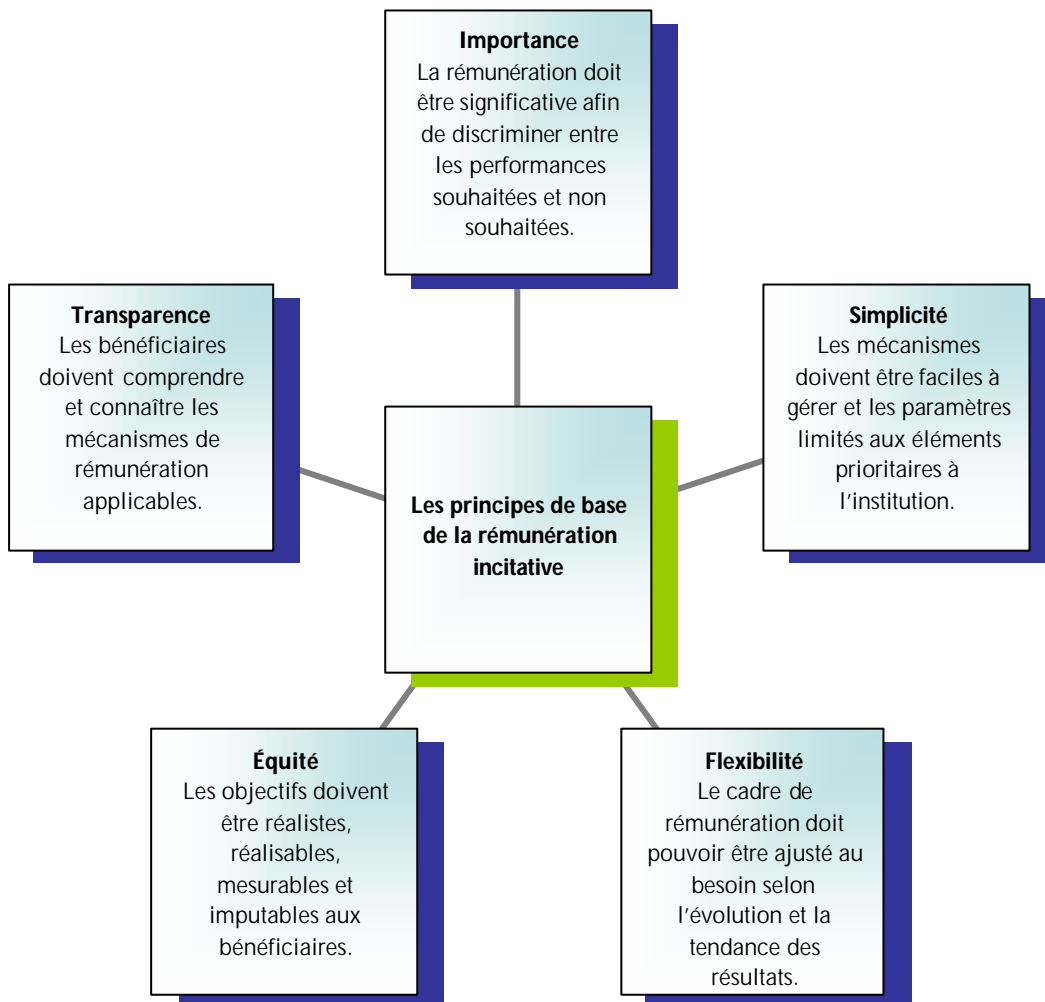 Importance
La rémunération doit
être significative afin
de discriminer entre
les performances
souhaitées et non
souhaitées.
Transparence
Les bénéficiaires
doivent comprendre
et connaître les
mécanismes de
rémunération
applicables.
Simplicité
Les mécanismes
doivent être faciles à
gérer et les paramètres
limités aux éléments
prioritaires à
l'institution.
Les principes de base
de la rémunération
incitative
Équité
Les objectifs doivent
être réalistes,
réalisables,
mesurables et
imputables aux
bénéficiaires.
Flexibilité
Le cadre de
rémunération doit
pouvoir être ajusté au
besoin selon
l'évolution et la
tendance des
résultats.